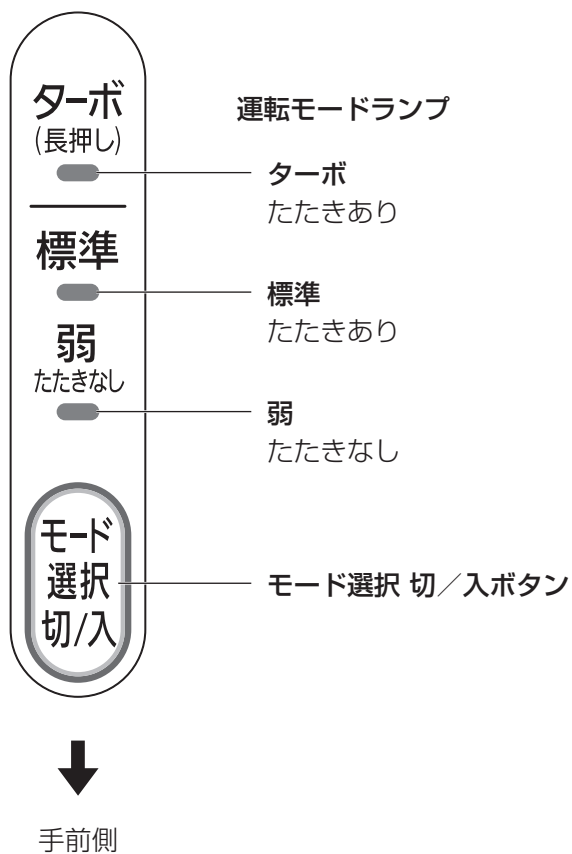 ターボ
(長押し)
標準
弱
たたきなし
モード
選択
切/入
運転モードランプ
ターボ
たたきあり
標準
たたきあり
弱
たたきなし
モード選択 切／入ボタン
手前側